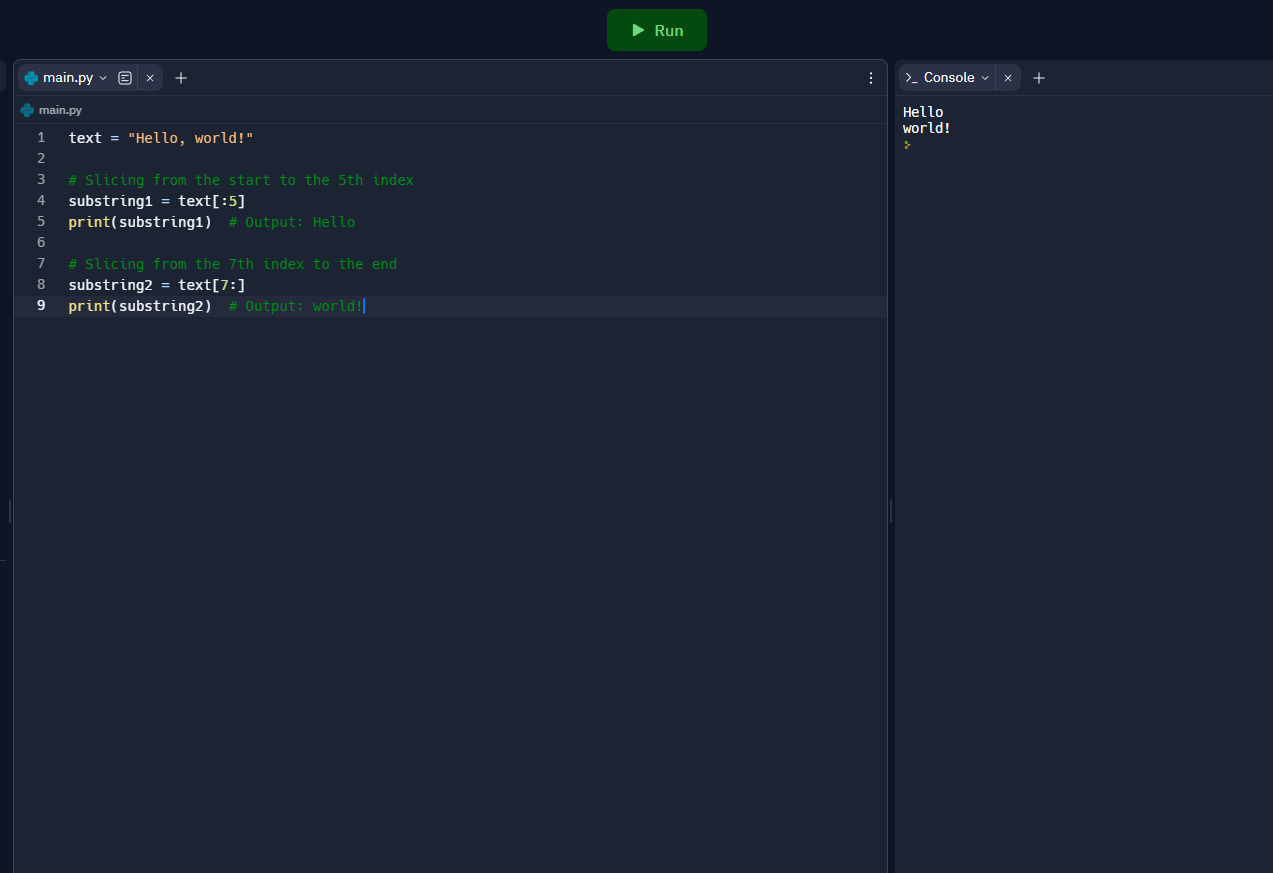 Run
main.py
Console
main.py
1 text = "Hello, world!"
2
3 # Slicing from the start to the 5th index
4 substring1 = text[:5]
5 print(substring1)  # Output: Hello
6
7 # Slicing from the 7th index to the end
8 substring2 = text[7:]
9 print(substring2)  # Output: world!
Hello
world!